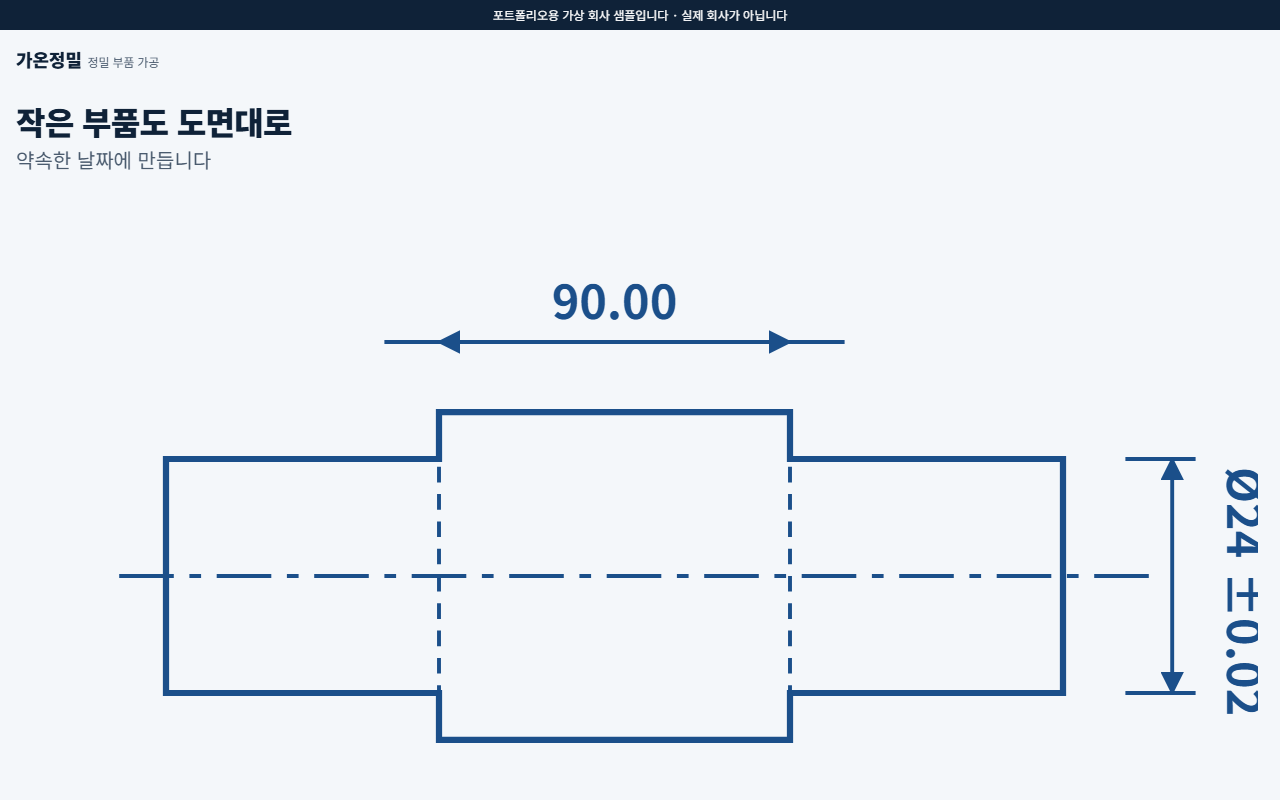 포트폴리오용 가상 회사 샘플입니다 · 실제 회사가 아닙니다
가온정밀 정밀 부품 가공
작은 부품도 도면대로
약속한 날짜에 만듭니다
90.00
Ø24 ±0.02